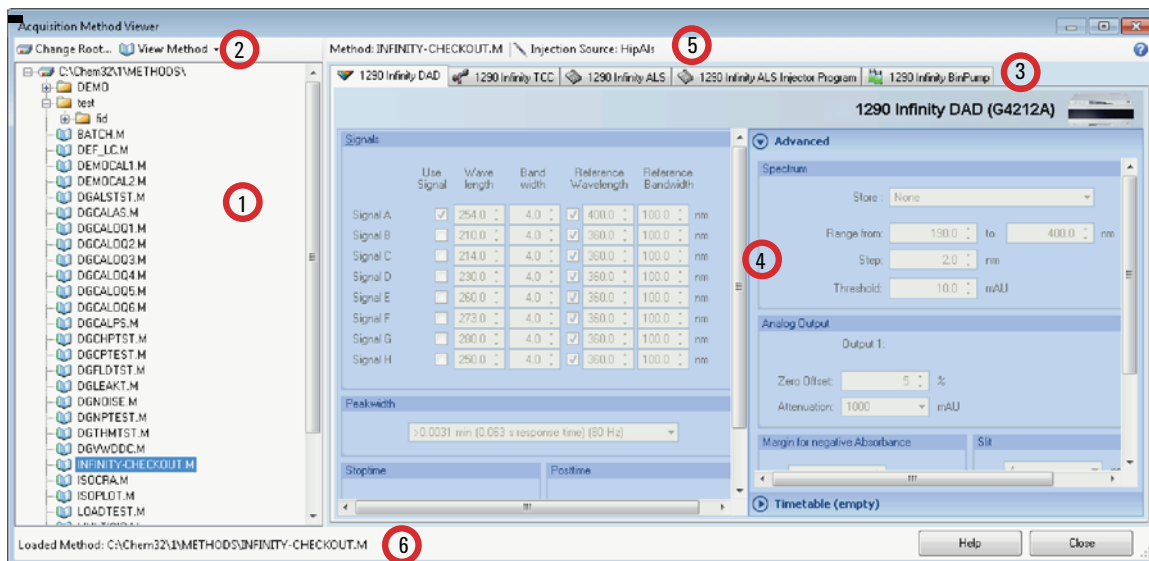 Acquisition Method Viewer
Change Root... View Method
2
Method: INFINITY-CHECKOUT.M Injection Source: HipAls
5
C:\Chem32\1\METHODS\
DEMO
test
fid
BATCH.M
DEF_LC.M
DEMOCAL1.M
DEMOCAL2.M
DGALSTST.M
DGCALAS.M
DGCALOQ1.M
DGCALOQ2.M
DGCALOQ3.M
DGCALOQ4.M
DGCALOQ5.M
DGCALOQ6.M
DGCALPS.M
DGCHPTST.M
DGCPTEST.M
DGFLDTST.M
DGLEAKT.M
DGNOISE.M
DGNPTEST.M
DGTHMTST.M
DGVWDDC.M
INFINITY-CHECKOUT.M
ISOCRA.M
ISOPLOT.M
LOADTEST.M
1
1290 Infinity DAD 1290 Infinity TCC 1290 Infinity ALS 1290 Infinity ALS Injector Program 1290 Infinity BinPump
3
1290 Infinity DAD (G4212A)
Signals
Use Signal Wave length Band width Reference Wavelength Reference Bandwidth
Signal A 254.0 4.0 400.0 100.0 nm
Signal B 210.0 4.0 360.0 100.0 nm
Signal C 214.0 4.0 360.0 100.0 nm
Signal D 230.0 4.0 360.0 100.0 nm
Signal E 260.0 4.0 360.0 100.0 nm
Signal F 273.0 4.0 360.0 100.0 nm
Signal G 280.0 4.0 360.0 100.0 nm
Signal H 250.0 4.0 360.0 100.0 nm
Peakwidth
>0.0031 min (0.063 s response time) (80 Hz)
Stoptime Posttime
4
Advanced
Spectrum
Store : None
Range from: 190.0 to 400.0 nm
Step: 2.0 nm
Threshold: 10.0 mAU
Analog Output
Output 1:
Zero Offset: 5 %
Attenuation: 1000 mAU
Margin for negative Absorbance Slit
Timetable (empty)
Loaded Method: C:\Chem32\1\METHODS\INFINITY-CHECKOUT.M
6
Help Close